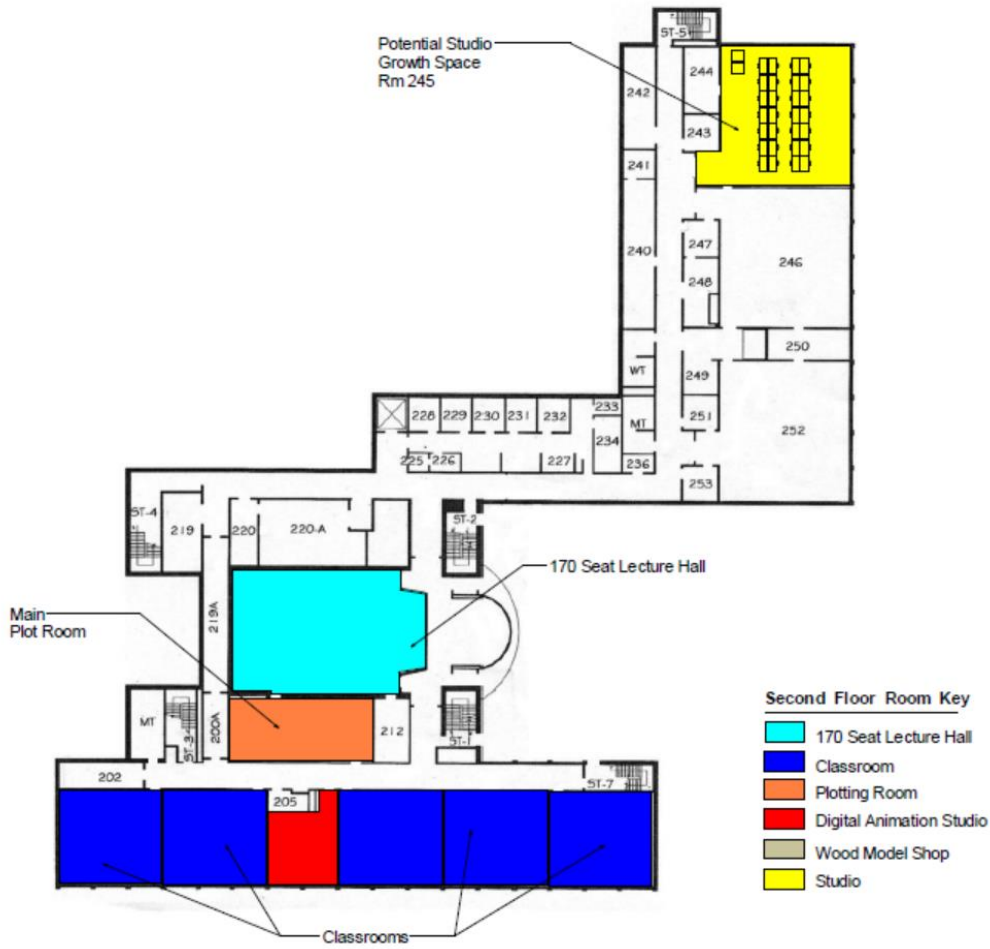 ST-5
Potential Studio
Growth Space
Rm 245
244
242
243
241
247
240
246
248
250
WT
249
233
228 229 230 231 232
MT
251
252
234
225 226
227
236
253
ST-4
219
220
220-A
ST-2
170 Seat Lecture Hall
219A
Main
Plot Room
MT
ST-3
200A
212
ST-1
202
ST-7
205
Classrooms
Second Floor Room Key
170 Seat Lecture Hall
Classroom
Plotting Room
Digital Animation Studio
Wood Model Shop
Studio